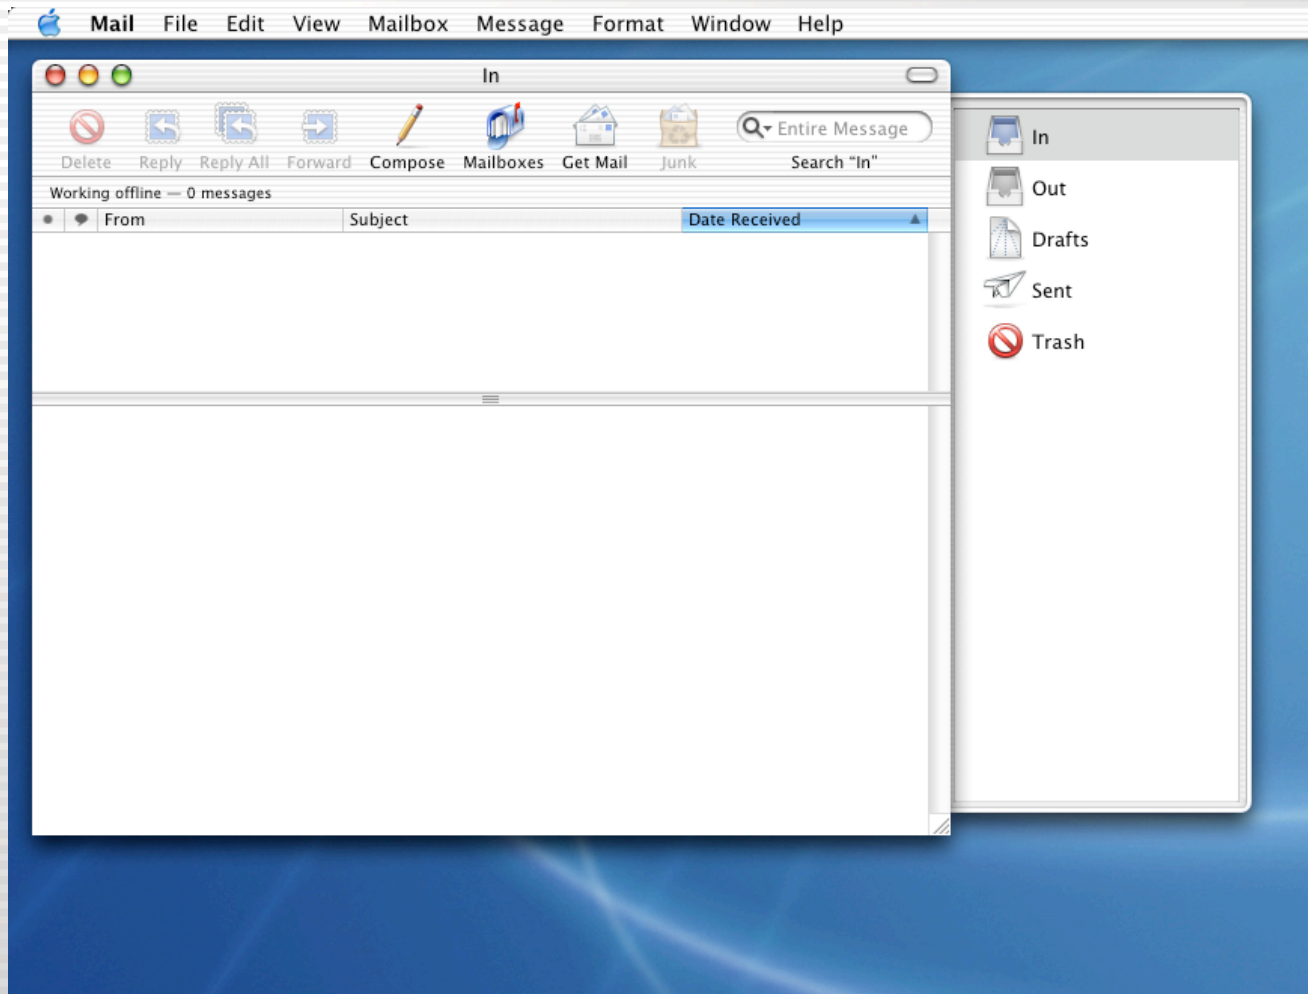 Mail File Edit View Mailbox Message Format Window Help
In
Delete Reply Reply All Forward Compose Mailboxes Get Mail Junk Entire Message
Search “In”
Working offline — 0 messages
From Subject Date Received
In
Out
Drafts
Sent
Trash